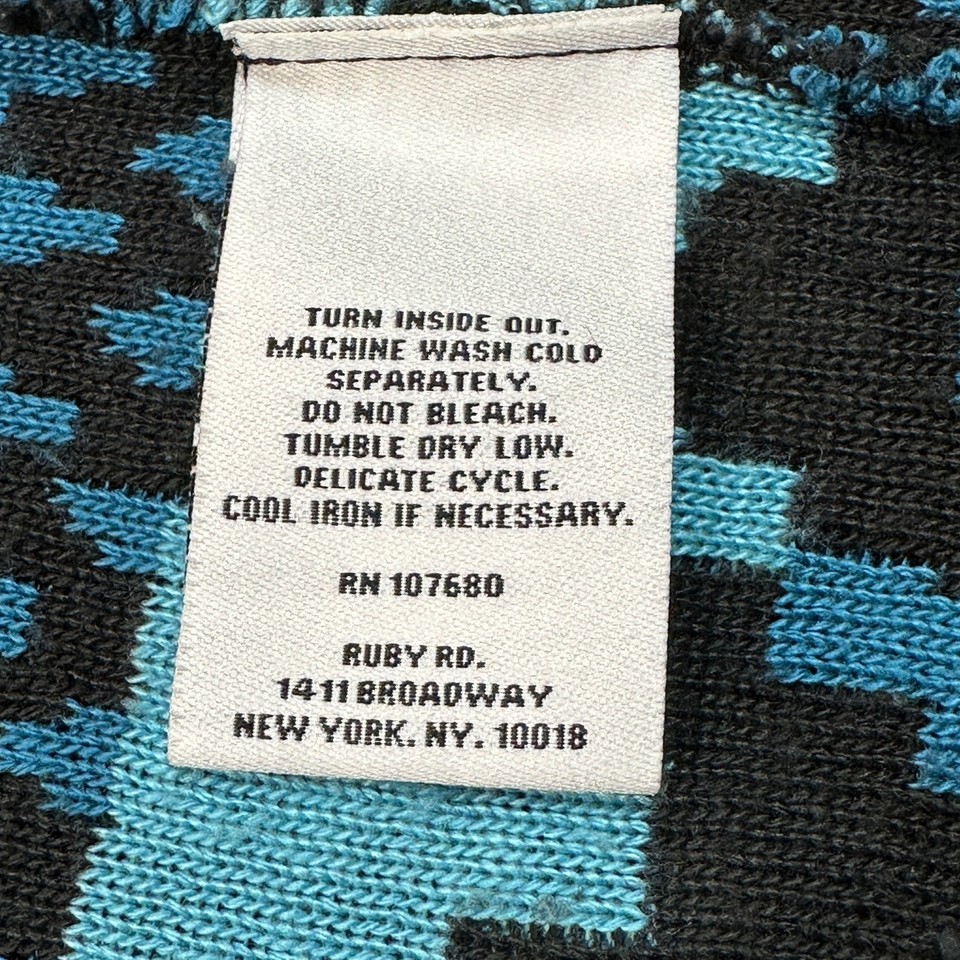 TURN INSIDE OUT.
MACHINE WASH COLD
SEPARATELY.
DO NOT BLEACH.
TUMBLE DRY LOW.
DELICATE CYCLE.
COOL IRON IF NECESSARY.
RN 107680
RUBY RD.
1411 BROADWAY
NEW YORK. NY. 10018